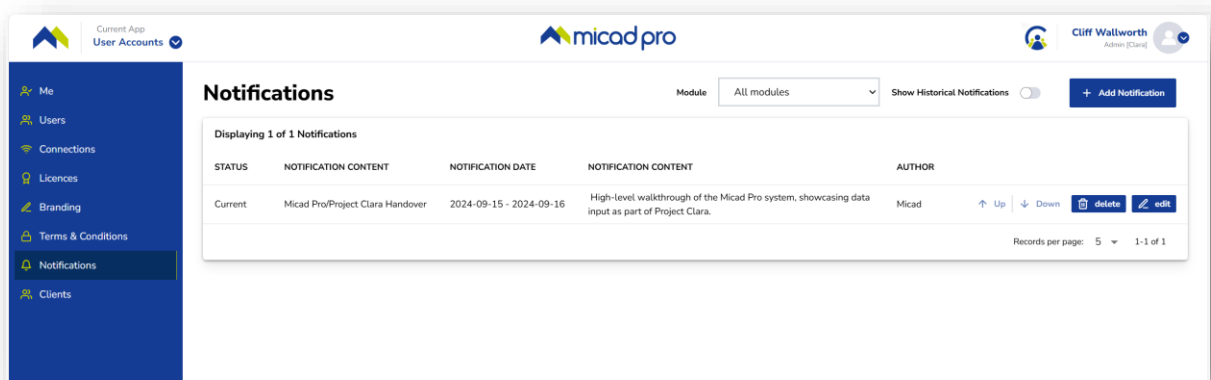 Current App
User Accounts
micad pro
Cliff Wallworth
Admin [Clara]
Me
Users
Connections
Licences
Branding
Terms & Conditions
Notifications
Clients
Notifications
Module
All modules
Show Historical Notifications
+ Add Notification
Displaying 1 of 1 Notifications
STATUS NOTIFICATION CONTENT NOTIFICATION DATE NOTIFICATION CONTENT AUTHOR
Current Micad Pro/Project Clara Handover 2024-09-15 - 2024-09-16 High-level walkthrough of the Micad Pro system, showcasing data
input as part of Project Clara. Micad ↑ Up ↓ Down delete edit
Records per page: 5 1-1 of 1